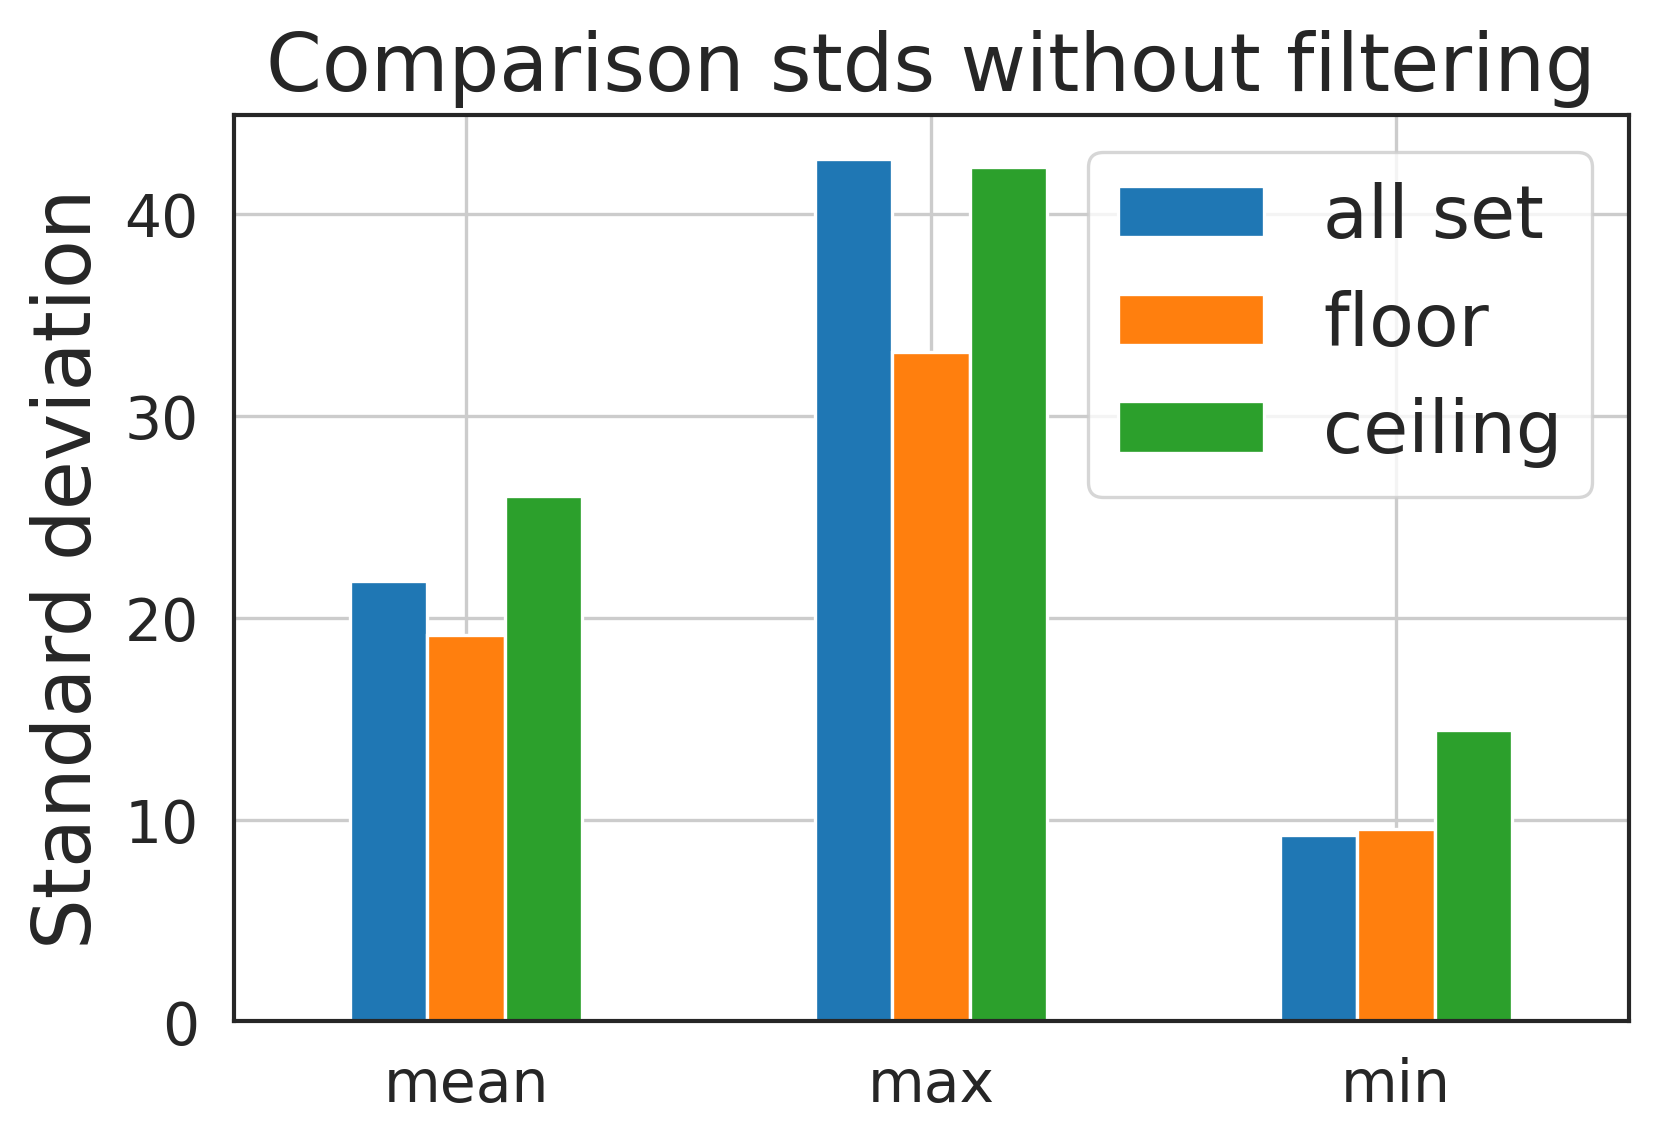 Comparison stds without filtering
Standard deviation
40
30
20
10
0
all set
floor
ceiling
mean
max
min